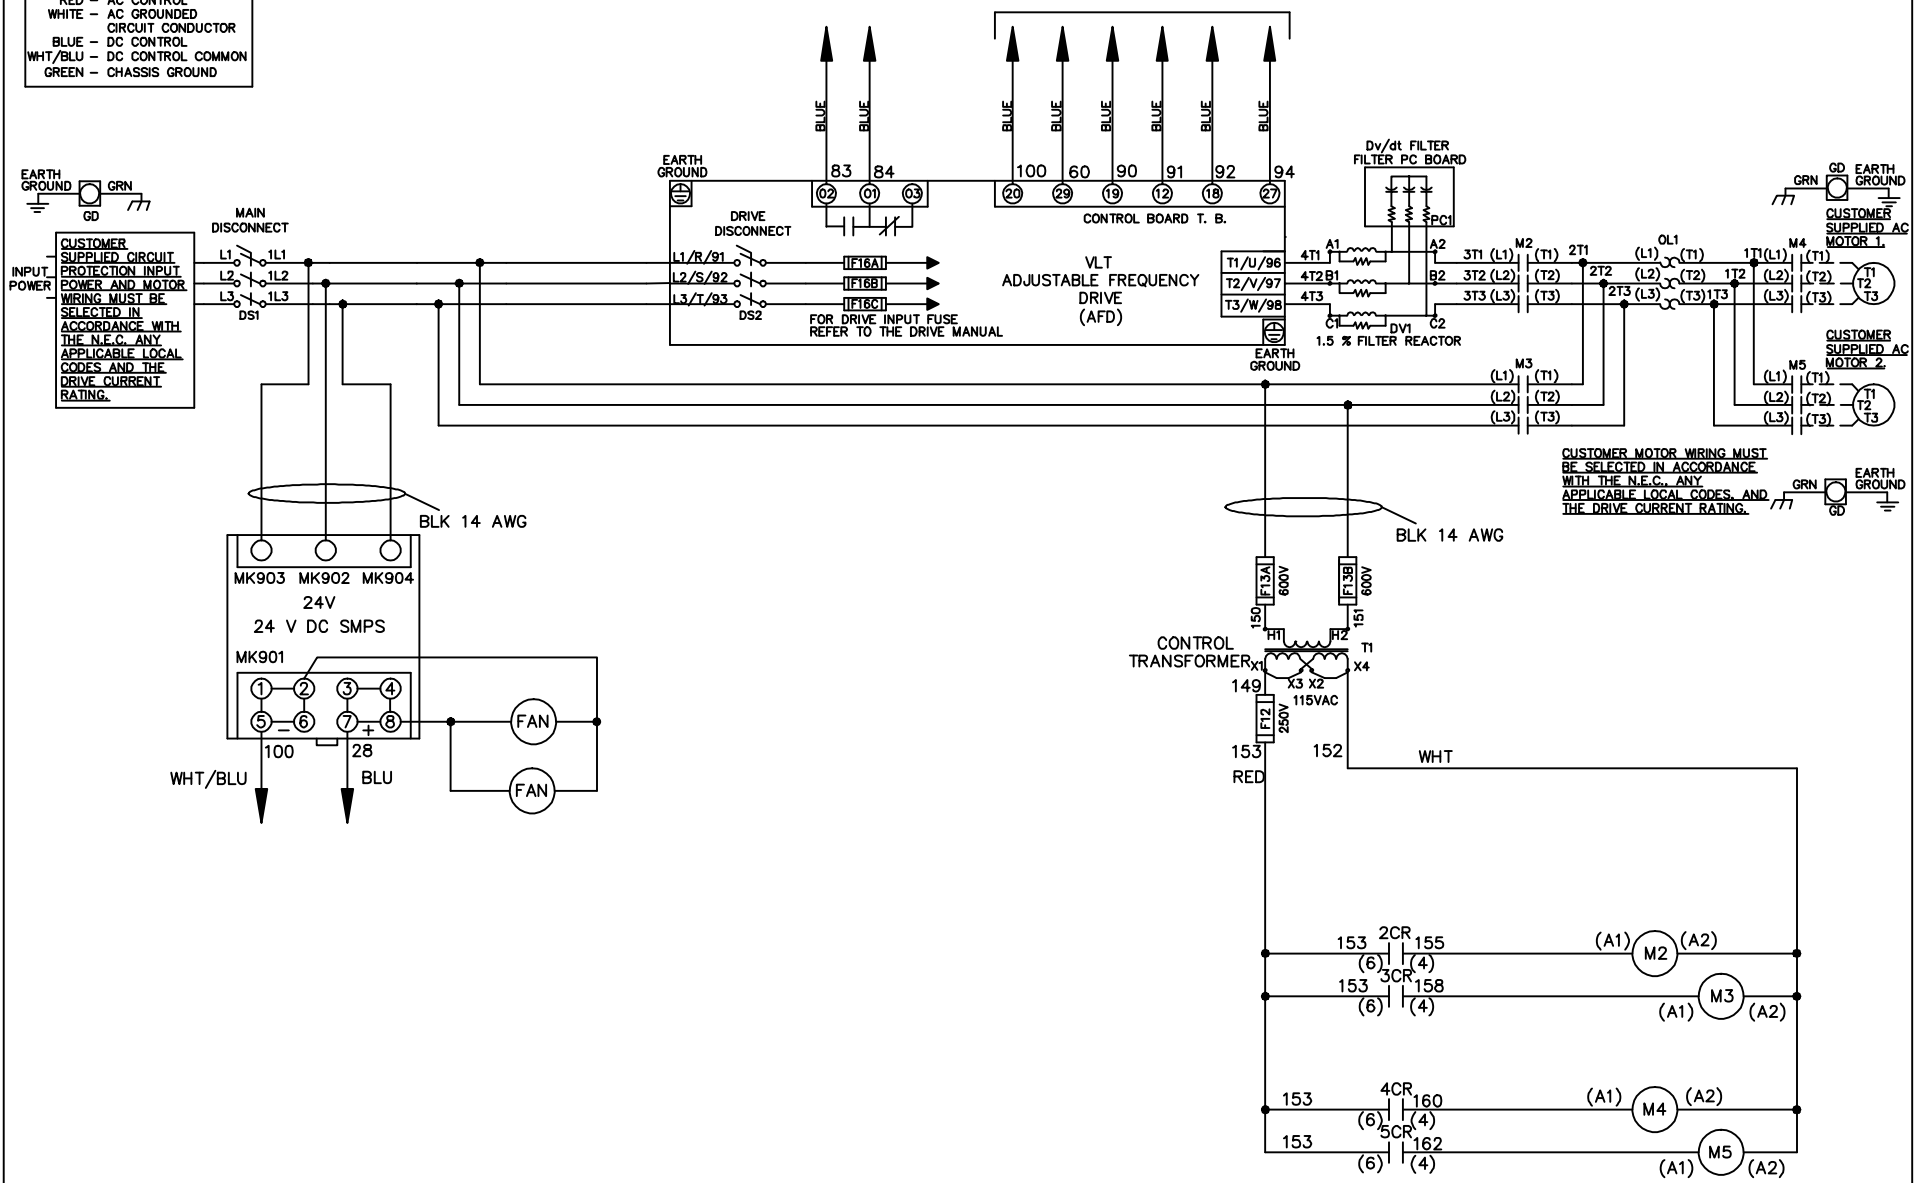 RED – AC CONTROL
WHITE – AC GROUNDED
CIRCUIT CONDUCTOR
BLUE – DC CONTROL
WHT/BLU – DC CONTROL COMMON
GREEN – CHASSIS GROUND
BLUE
BLUE
BLUE
BLUE
BLUE
BLUE
BLUE
BLUE
EARTH
GROUND
GRN
GD
MAIN
DISCONNECT
INPUT
POWER
CUSTOMER
SUPPLIED CIRCUIT
PROTECTION INPUT
POWER AND MOTOR
WIRING MUST BE
SELECTED IN
ACCORDANCE WITH
THE N.E.C. ANY
APPLICABLE LOCAL
CODES AND THE
DRIVE CURRENT
RATING.
L1 1L1
L2 1L2
L3 1L3
DS1
EARTH
GROUND
83 84
02 01 03
100 60 90 91 92 94
20 29 19 12 18 27
CONTROL BOARD T. B.
DRIVE
DISCONNECT
L1/R/91
L2/S/92
L3/T/93
DS2
F16A
F16B
F16C
FOR DRIVE INPUT FUSE
REFER TO THE DRIVE MANUAL
VLT
ADJUSTABLE FREQUENCY
DRIVE
(AFD)
T1/U/96
T2/V/97
T3/W/98
EARTH
GROUND
Dv/dt FILTER
FILTER PC BOARD
PC1
4T1 A1 A2
4T2 B1 B2
4T3 C1 C2
DV1
1.5 % FILTER REACTOR
M2
3T1 (L1) (T1) 2T1
3T2 (L2) (T2) 2T2
3T3 (L3) (T3) 2T3
OL1
(L1) (T1) 1T1
(L2) (T2) 1T2
(L3) (T3) 1T3
M4
(L1) (T1)
(L2) (T2)
(L3) (T3)
T1
T2
T3
GD
GRN
EARTH
GROUND
CUSTOMER
SUPPLIED AC
MOTOR 1.
CUSTOMER
SUPPLIED AC
MOTOR 2.
M3
(L1) (T1)
(L2) (T2)
(L3) (T3)
M5
(L1) (T1)
(L2) (T2)
(L3) (T3)
T1
T2
T3
CUSTOMER MOTOR WIRING MUST
BE SELECTED IN ACCORDANCE
WITH THE N.E.C., ANY
APPLICABLE LOCAL CODES, AND
THE DRIVE CURRENT RATING.
GRN
GD
EARTH
GROUND
BLK 14 AWG
MK903 MK902 MK904
24V
24 V DC SMPS
MK901
1 2 3 4
5 6 7 8
– +
100 28
WHT/BLU BLU
FAN
FAN
BLK 14 AWG
F13A
600V
F13B
600V
150
151
H1 H2
T1
CONTROL
TRANSFORMER
X1 X4
X3 X2
115VAC
149
F12
250V
153
RED
152
WHT
2CR
153 155
(6) (4)
(A1) M2 (A2)
3CR
153 158
(6) (4)
(A1) M3 (A2)
4CR
153 160
(6) (4)
(A1) M4 (A2)
5CR
153 162
(6) (4)
(A1) M5 (A2)